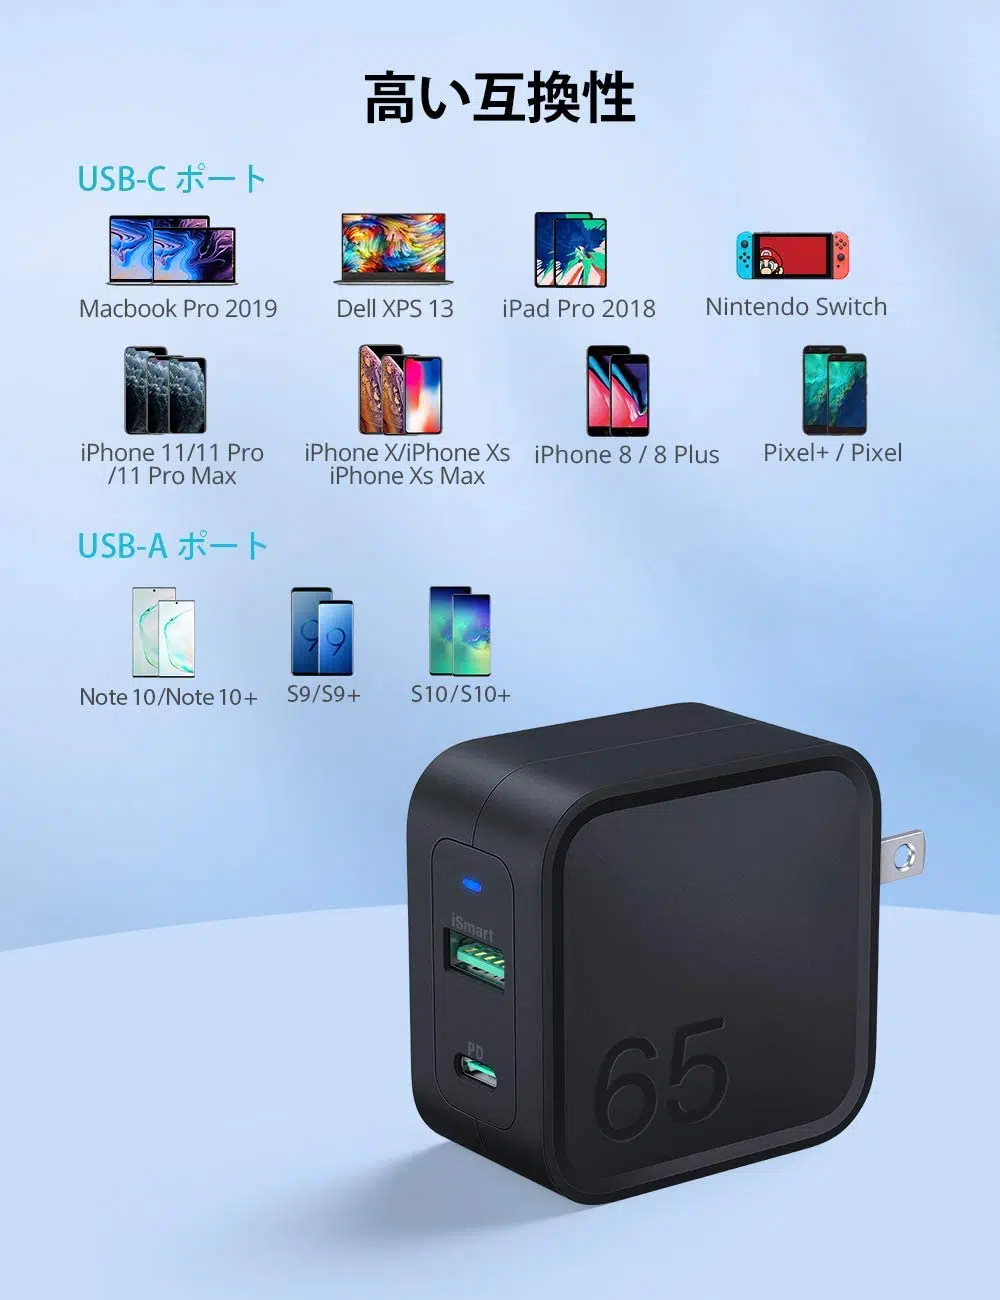 高い互換性
USB-C ポート
Macbook Pro 2019
Dell XPS 13
iPad Pro 2018
Nintendo Switch
iPhone 11/11 Pro
/11 Pro Max
iPhone X/iPhone Xs
iPhone Xs Max
iPhone 8 / 8 Plus
Pixel+ / Pixel
USB-A ポート
9
9
Note 10/Note 10+
S9/S9+
S10/S10+
iSmart
PD
65